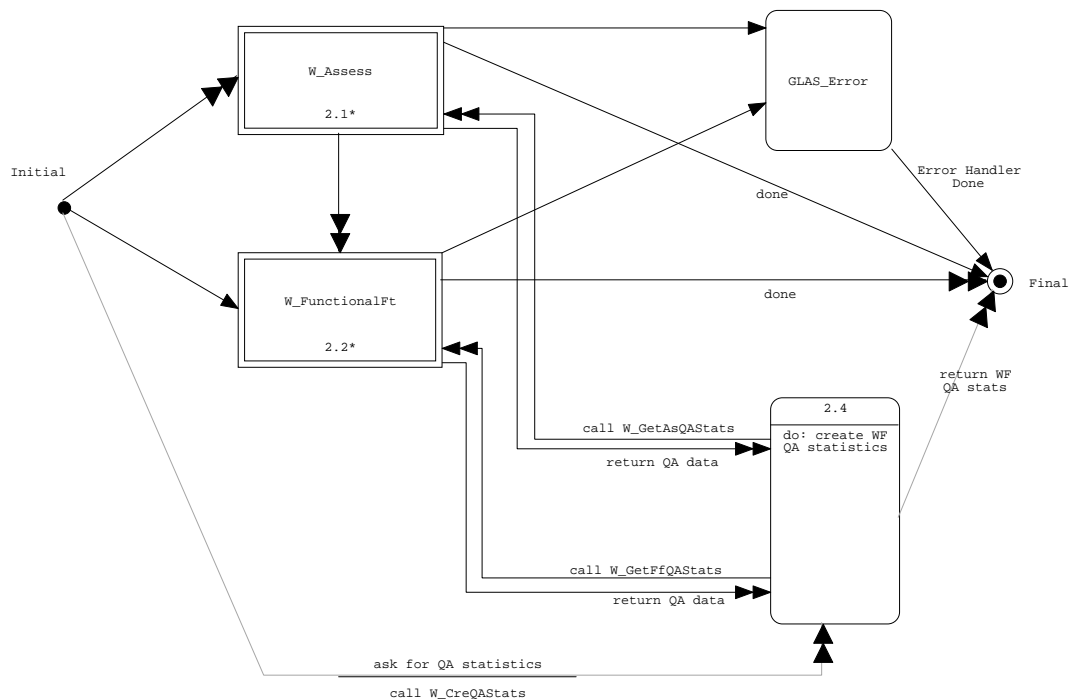 W_Assess
2.1*
GLAS_Error
Initial
Error Handler
Done
done
W_FunctionalFt
2.2*
done
Final
return WF
QA stats
2.4
do: create WF
QA statistics
call W_GetAsQAStats
return QA data
call W_GetFfQAStats
return QA data
ask for QA statistics
call W_CreQAStats